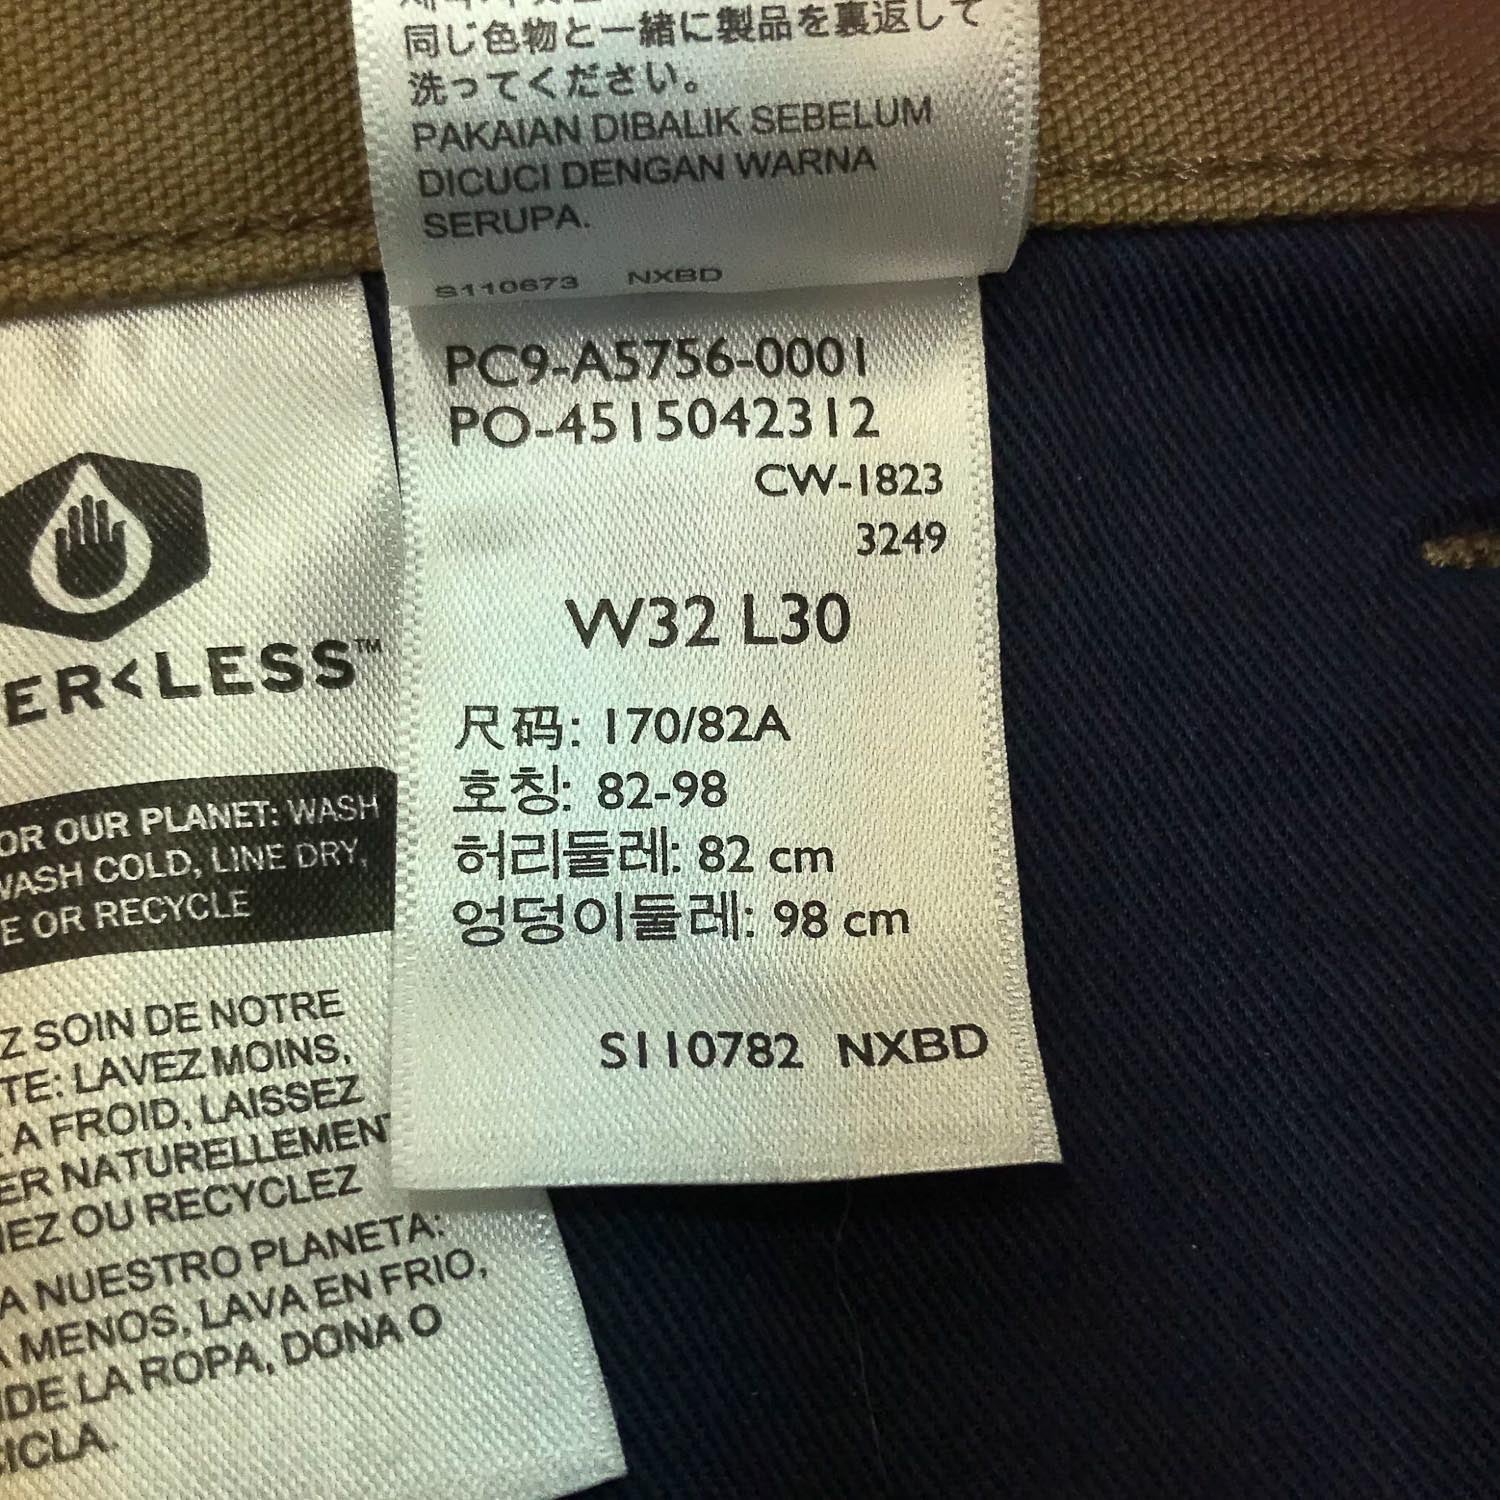 同じ色物と一緒に製品を裏返して
洗ってください。
PAKAIAN DIBALIK SEBELUM
DICUCI DENGAN WARNA
SERUPA.
S110673 NXBD
PC9-A5756-0001
PO-4515042312
CW-1823
3249
W32 L30
尺码: 170/82A
호칭: 82-98
허리둘레: 82 cm
엉덩이둘레: 98 cm
S110782 NXBD
ER<LESS™
OR OUR PLANET: WASH
WASH COLD, LINE DRY,
E OR RECYCLE
Z SOIN DE NOTRE
TE: LAVEZ MOINS,
A FROID, LAISSEZ
ER NATURELLEMENT
NEZ OU RECYCLEZ
A NUESTRO PLANETA:
MENOS, LAVA EN FRIO,
DE LA ROPA, DONA O
CICLA.